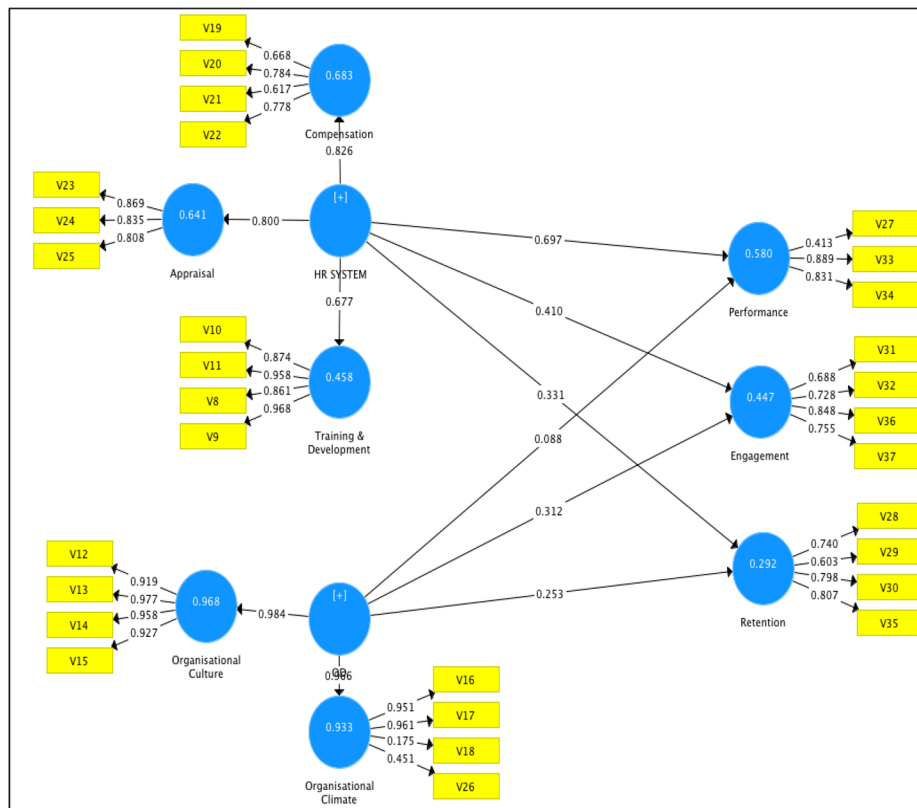 V19
V20
V21
V22
0.668
0.784
0.617
0.778
0.683
Compensation
0.826
V23
V24
V25
0.869
0.835
0.808
0.641
Appraisal
0.800
[+]
HR SYSTEM
0.677
V10
V11
V8
V9
0.874
0.958
0.861
0.968
0.458
Training &
Development
0.697
0.410
0.331
0.088
0.312
0.253
0.580
Performance
0.413
0.889
0.831
V27
V33
V34
0.447
Engagement
0.688
0.728
0.848
0.755
V31
V32
V36
V37
0.292
Retention
0.740
0.603
0.798
0.807
V28
V29
V30
V35
V12
V13
V14
V15
0.919
0.977
0.958
0.927
0.968
Organisational
Culture
0.984
[+]
0.966
0.933
Organisational
Climate
0.951
0.961
0.175
0.451
V16
V17
V18
V26